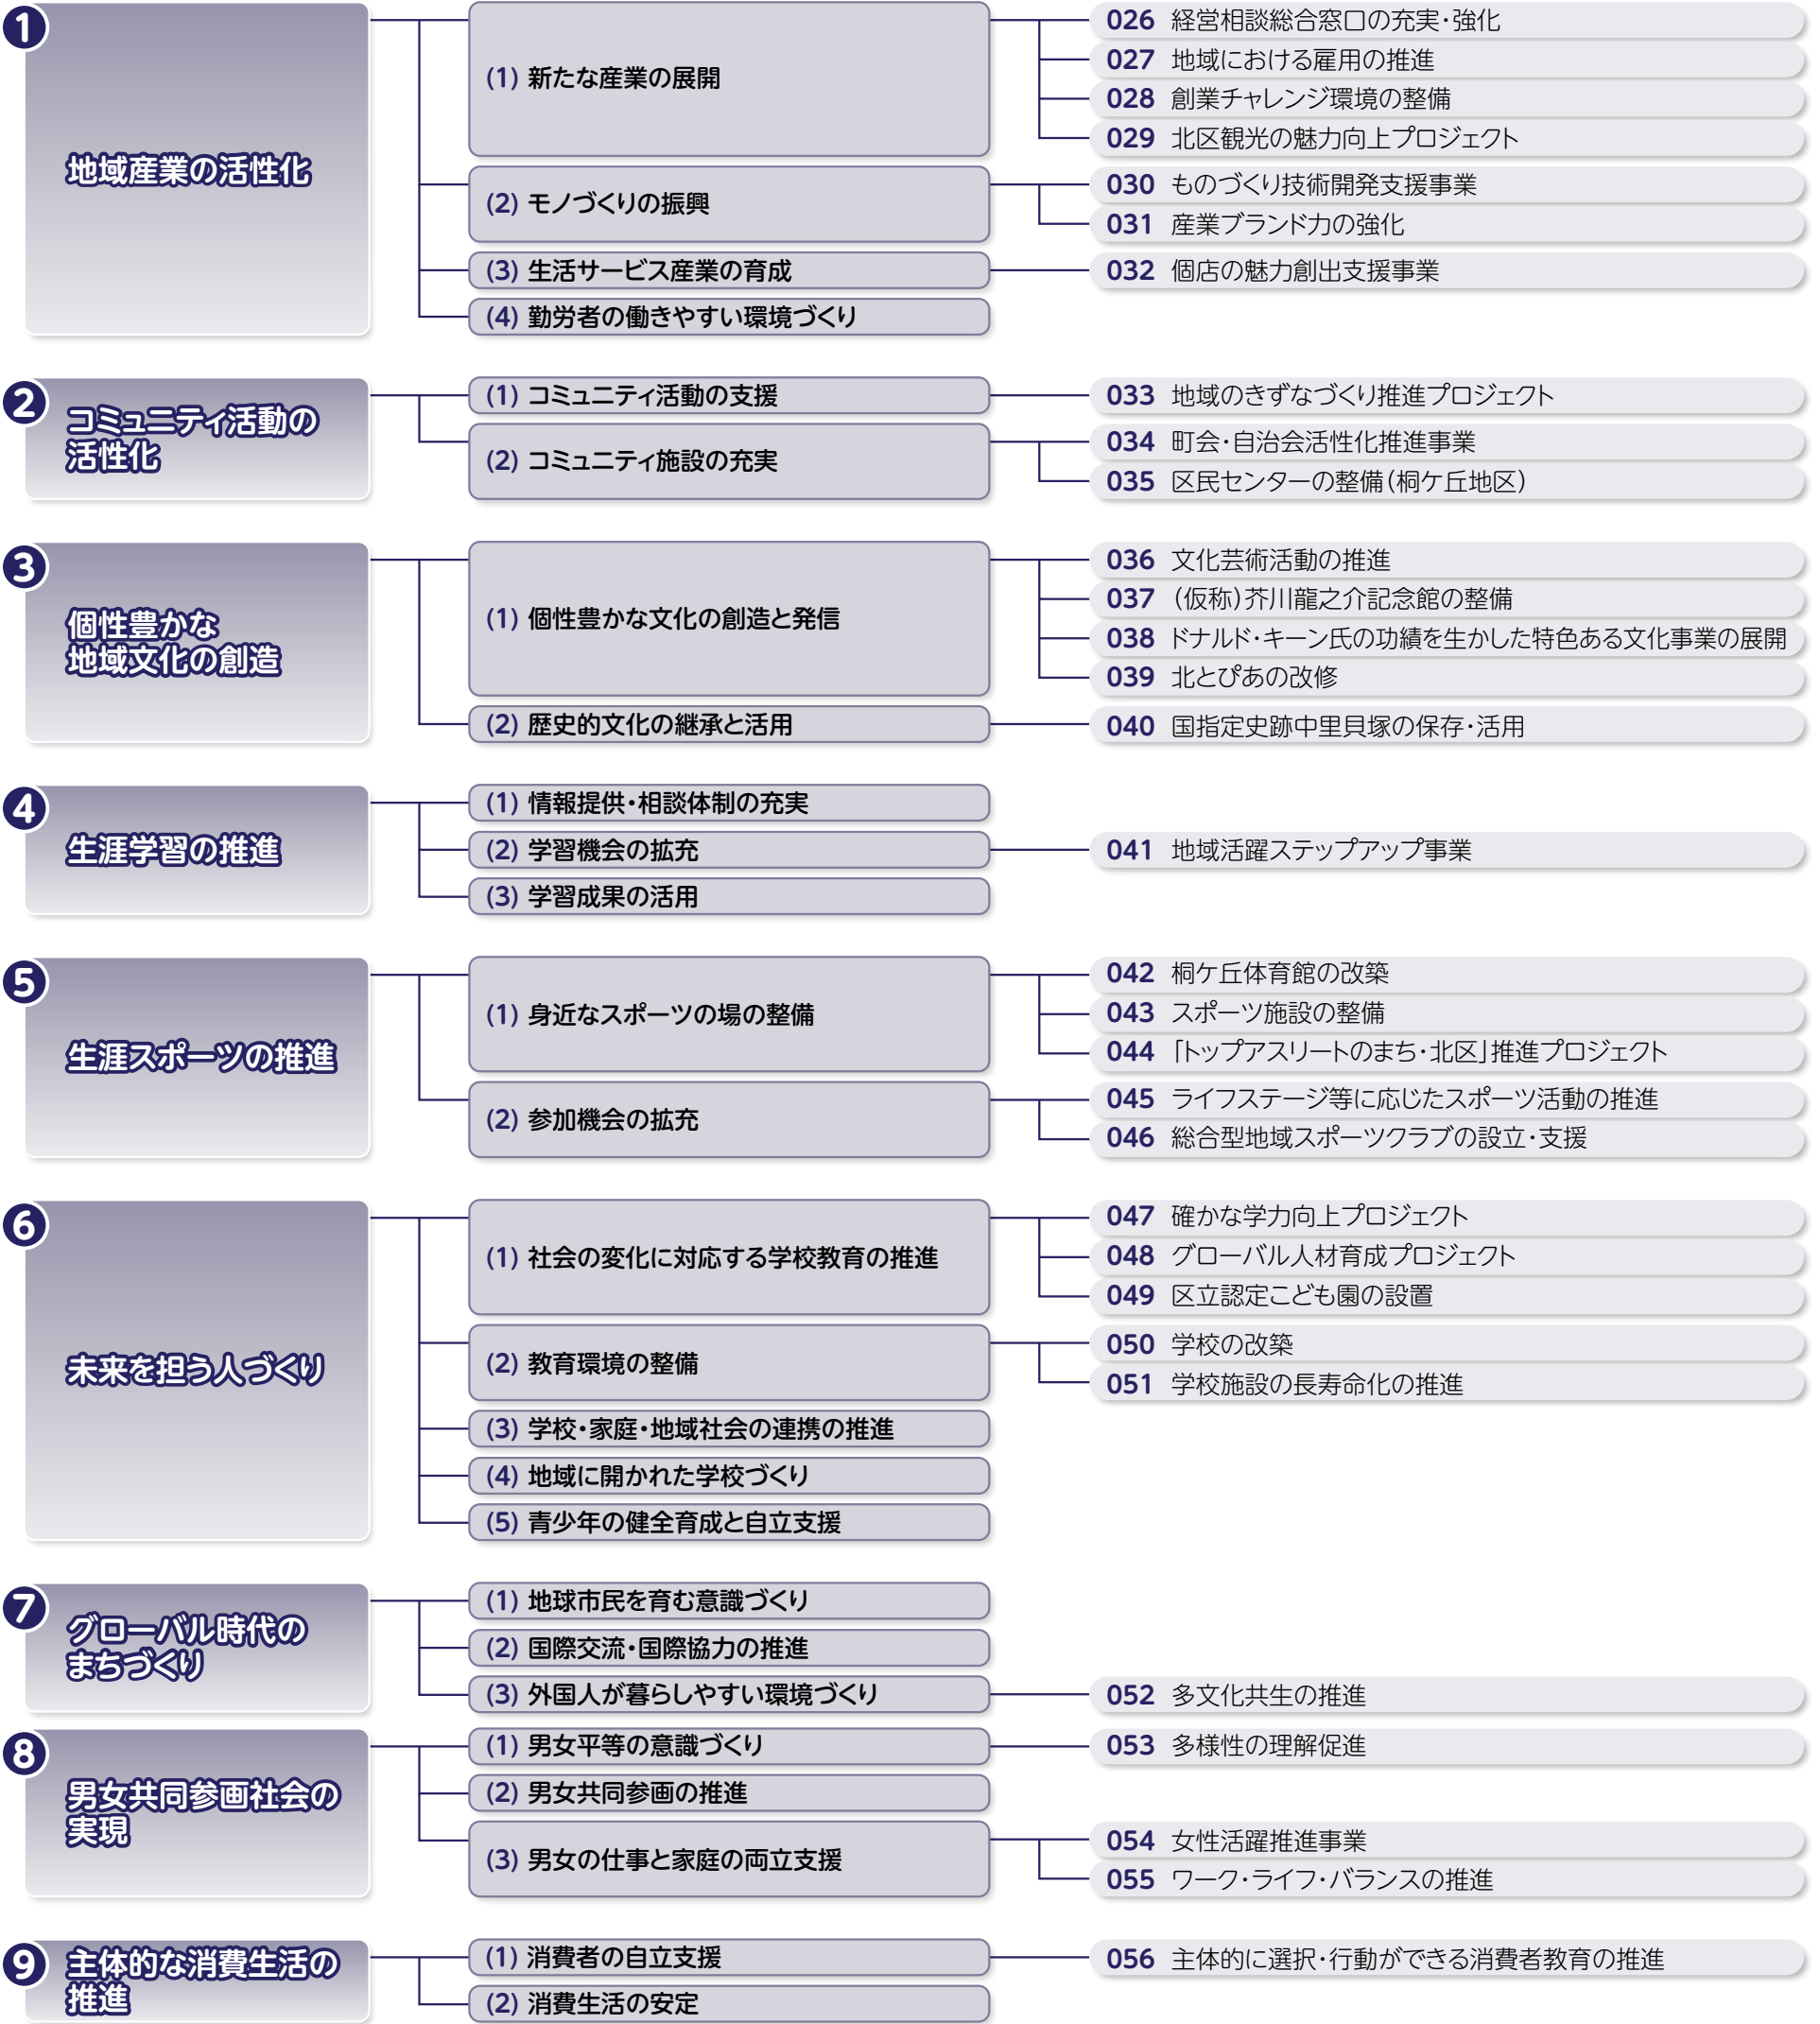 1
地域産業の活性化
(1) 新たな産業の展開
026 経営相談総合窓口の充実・強化
027 地域における雇用の推進
028 創業チャレンジ環境の整備
029 北区観光の魅力向上プロジェクト
(2) モノづくりの振興
030 ものづくり技術開発支援事業
031 産業ブランド力の強化
(3) 生活サービス産業の育成
032 個店の魅力創出支援事業
(4) 勤労者の働きやすい環境づくり
2
コミュニティ活動の
活性化
(1) コミュニティ活動の支援
033 地域のきずなづくり推進プロジェクト
(2) コミュニティ施設の充実
034 町会・自治会活性化推進事業
035 区民センターの整備(桐ケ丘地区)
3
個性豊かな
地域文化の創造
(1) 個性豊かな文化の創造と発信
036 文化芸術活動の推進
037 (仮称)芥川龍之介記念館の整備
038 ドナルド・キーン氏の功績を生かした特色ある文化事業の展開
039 北とぴあの改修
(2) 歴史的文化の継承と活用
040 国指定史跡中里貝塚の保存・活用
4
生涯学習の推進
(1) 情報提供・相談体制の充実
(2) 学習機会の拡充
041 地域活躍ステップアップ事業
(3) 学習成果の活用
5
生涯スポーツの推進
(1) 身近なスポーツの場の整備
042 桐ケ丘体育館の改築
043 スポーツ施設の整備
044 「トップアスリートのまち・北区」推進プロジェクト
(2) 参加機会の拡充
045 ライフステージ等に応じたスポーツ活動の推進
046 総合型地域スポーツクラブの設立・支援
6
未来を担う人づくり
(1) 社会の変化に対応する学校教育の推進
047 確かな学力向上プロジェクト
048 グローバル人材育成プロジェクト
049 区立認定こども園の設置
(2) 教育環境の整備
050 学校の改築
051 学校施設の長寿命化の推進
(3) 学校・家庭・地域社会の連携の推進
(4) 地域に開かれた学校づくり
(5) 青少年の健全育成と自立支援
7
グローバル時代の
まちづくり
(1) 地球市民を育む意識づくり
(2) 国際交流・国際協力の推進
(3) 外国人が暮らしやすい環境づくり
052 多文化共生の推進
8
男女共同参画社会の
実現
(1) 男女平等の意識づくり
053 多様性の理解促進
(2) 男女共同参画の推進
(3) 男女の仕事と家庭の両立支援
054 女性活躍推進事業
055 ワーク・ライフ・バランスの推進
9
主体的な消費生活の
推進
(1) 消費者の自立支援
056 主体的に選択・行動ができる消費者教育の推進
(2) 消費生活の安定